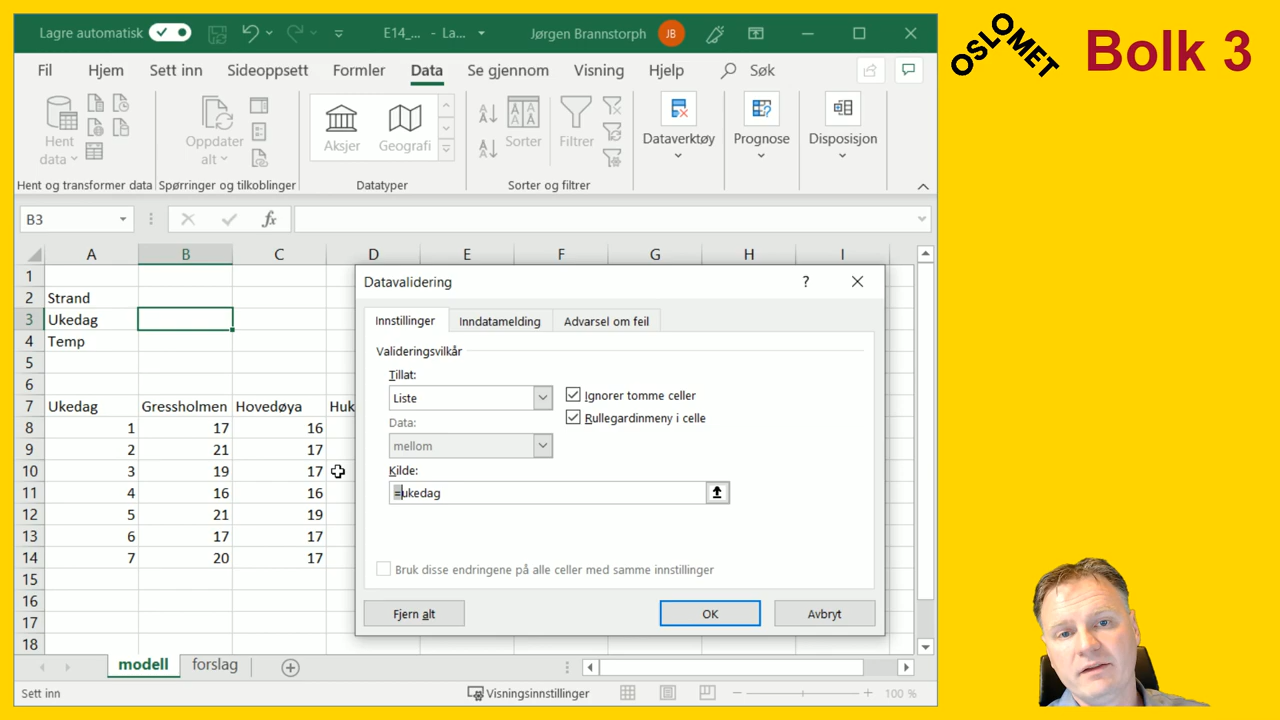 Lagre automatisk E14_... - La... Jørgen Brannstorph JB
OSLOMET
Bolk 3
Fil Hjem Sett inn Sideoppsett Formler Data Se gjennom Visning Hjelp Søk
Hent data
Oppdater alt
Aksjer
Geografi
Sorter
Filtrer
Dataverktøy
Prognose
Disposisjon
Hent og transformer data Spørringer og tilkoblinger Datatyper Sorter og filtrer
B3 fx
A B C D E F G H I
1
2 Strand
3 Ukedag
4 Temp
5
6
7 Ukedag Gressholmen Hovedøya Huk
8 1 17 16
9 2 21 17
10 3 19 17
11 4 16 16
12 5 21 19
13 6 17 17
14 7 20 17
15
16
17
18
Datavalidering ?
Innstillinger Inndatamelding Advarsel om feil
Valideringsvilkår
Tillat:
Liste
Ignorer tomme celler
Rullegardinmeny i celle
Data:
mellom
Kilde:
=ukedag
Bruk disse endringene på alle celler med samme innstillinger
Fjern alt OK Avbryt
modell forslag
Sett inn Visningsinnstillinger 100 %